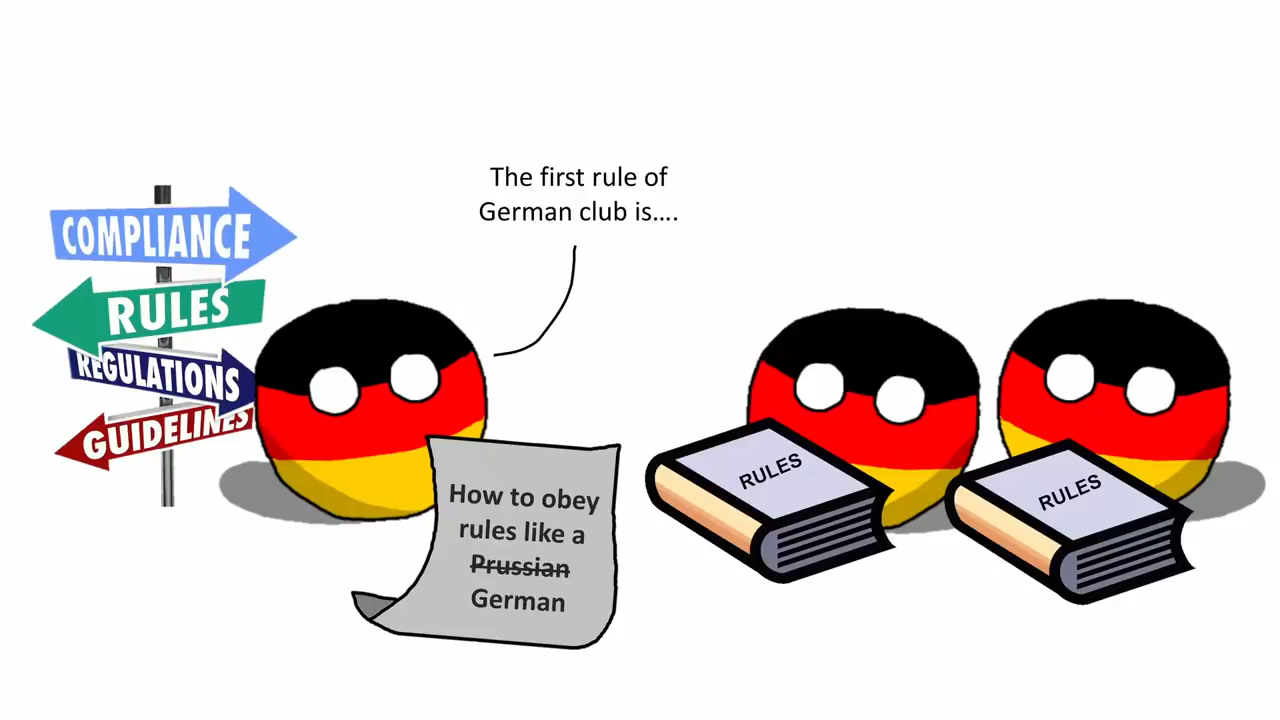 The first rule of
German club is....
COMPLIANCE
RULES
REGULATIONS
GUIDELINES
How to obey
rules like a
Prussian
German
RULES
RULES